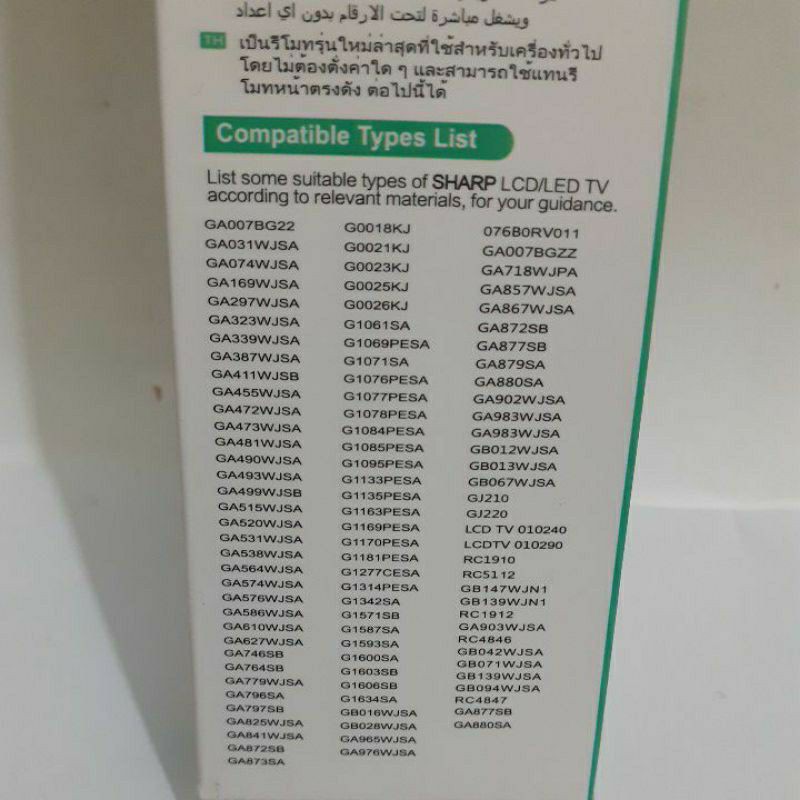 ويشغل مباشرة لتحت الارقام بدون اي اعداد
TH เป็นรีโมทรุ่นใหม่ล่าสุดที่ใช้สำหรับเครื่องทั่วไป
โดยไม่ต้องตั้งค่าใด ๆ และสามารถใช้แทนรี
โมทหน้าตรงดัง ต่อไปนี้ได้
Compatible Types List
List some suitable types of SHARP LCD/LED TV
according to relevant materials, for your guidance.
GA007BG22
GA031WJSA
GA074WJSA
GA169WJSA
GA297WJSA
GA323WJSA
GA339WJSA
GA387WJSA
GA411WJSB
GA455WJSA
GA472WJSA
GA473WJSA
GA481WJSA
GA490WJSA
GA493WJSA
GA499WJSB
GA515WJSA
GA520WJSA
GA531WJSA
GA538WJSA
GA564WJSA
GA574WJSA
GA576WJSA
GA586WJSA
GA610WJSA
GA627WJSA
GA746SB
GA764SB
GA779WJSA
GA796SA
GA797SB
GA825WJSA
GA841WJSA
GA872SB
GA873SA
G0018KJ
G0021KJ
G0023KJ
G0025KJ
G0026KJ
G1061SA
G1069PESA
G1071SA
G1076PESA
G1077PESA
G1078PESA
G1084PESA
G1085PESA
G1095PESA
G1133PESA
G1135PESA
G1163PESA
G1169PESA
G1170PESA
G1181PESA
G1277CESA
G1314PESA
G1342SA
G1571SB
G1587SA
G1593SA
G1600SA
G1603SB
G1606SB
G1634SA
GB016WJSA
GB028WJSA
GA965WJSA
GA976WJSA
076B0RV011
GA007BGZZ
GA718WJPA
GA857WJSA
GA867WJSA
GA872SB
GA877SB
GA879SA
GA880SA
GA902WJSA
GA983WJSA
GA983WJSA
GB012WJSA
GB013WJSA
GB067WJSA
GJ210
GJ220
LCD TV 010240
LCDTV 010290
RC1910
RC5112
GB147WJN1
GB139WJN1
RC1912
GA903WJSA
RC4846
GB042WJSA
GB071WJSA
GB139WJSA
GB094WJSA
RC4847
GA877SB
GA880SA